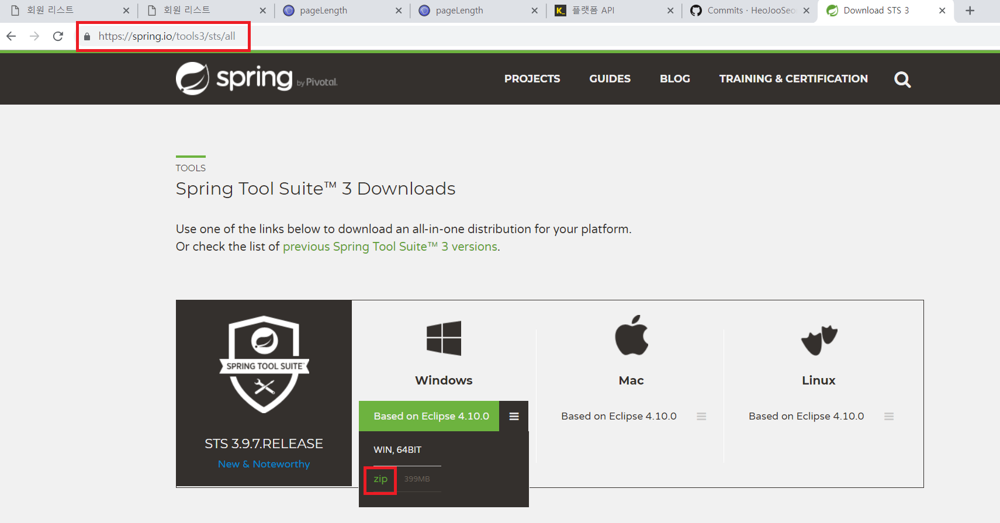 회원 리스트
회원 리스트
pageLength
pageLength
K_ 플랫폼 API
Commits · HeoJooSeo
Download STS 3
https://spring.io/tools3/sts/all
spring by Pivotal.
PROJECTS
GUIDES
BLOG
TRAINING & CERTIFICATION
TOOLS
Spring Tool Suite™ 3 Downloads
Use one of the links below to download an all-in-one distribution for your platform.
Or check the list of previous Spring Tool Suite™ 3 versions.
SPRING TOOL SUITE™
STS 3.9.7.RELEASE
New & Noteworthy
Windows
Based on Eclipse 4.10.0
WIN, 64BIT
zip 399MB
Mac
Based on Eclipse 4.10.0
Linux
Based on Eclipse 4.10.0